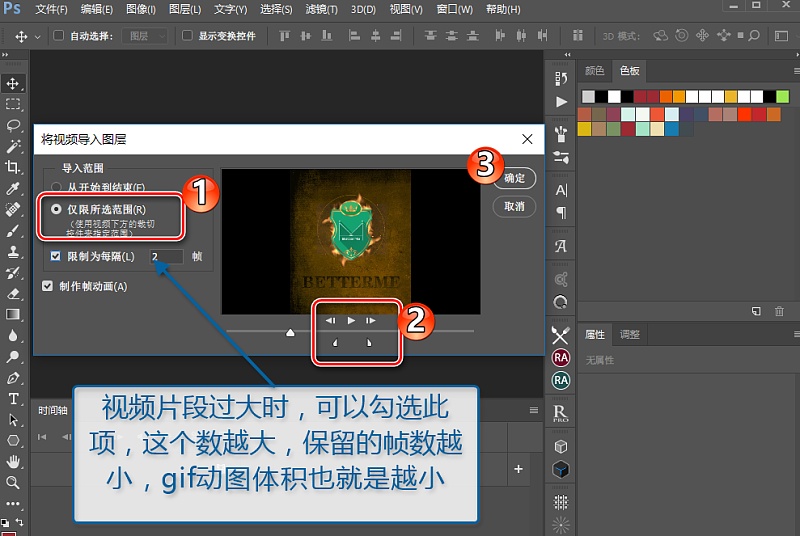 Ps 文件(F) 编辑(E) 图像(I) 图层(L) 文字(Y) 选择(S) 滤镜(T) 3D(D) 视图(V) 窗口(W) 帮助(H)
自动选择: 图层 显示变换控件 3D 模式:
颜色 色板
将视频导入图层
导入范围
从开始到结束(F)
仅限所选范围(R)
(使用视频下方的裁切
控件来指定范围)
限制为每隔(L) 2 帧
制作帧动画(A)
1
BETTERME
3
确定
取消
2
A
¶
A
属性 调整
无属性
RA
RA
R
PRO
时间轴
视频片段过大时，可以勾选此
项，这个数越大，保留的帧数越
小，gif动图体积也就是越小